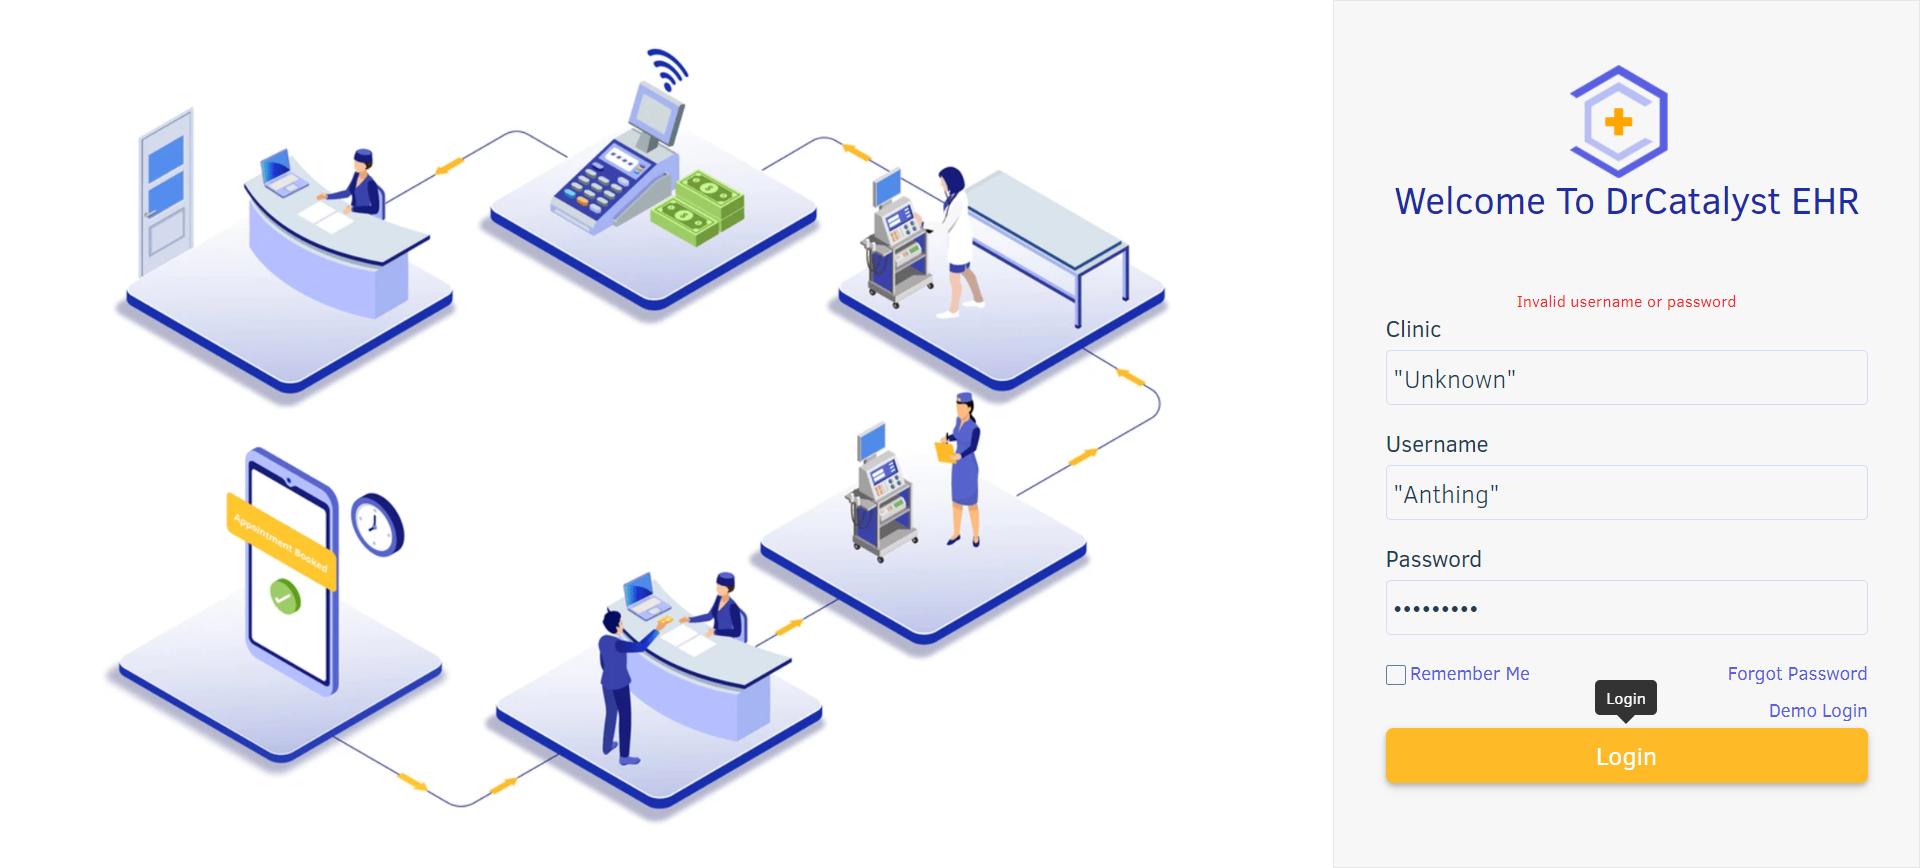 Appointment Booked
Welcome To DrCatalyst EHR
Invalid username or password
Clinic
"Unknown"
Username
"Anthing"
Password
•••••••••
Remember Me
Forgot Password
Login
Demo Login
Login